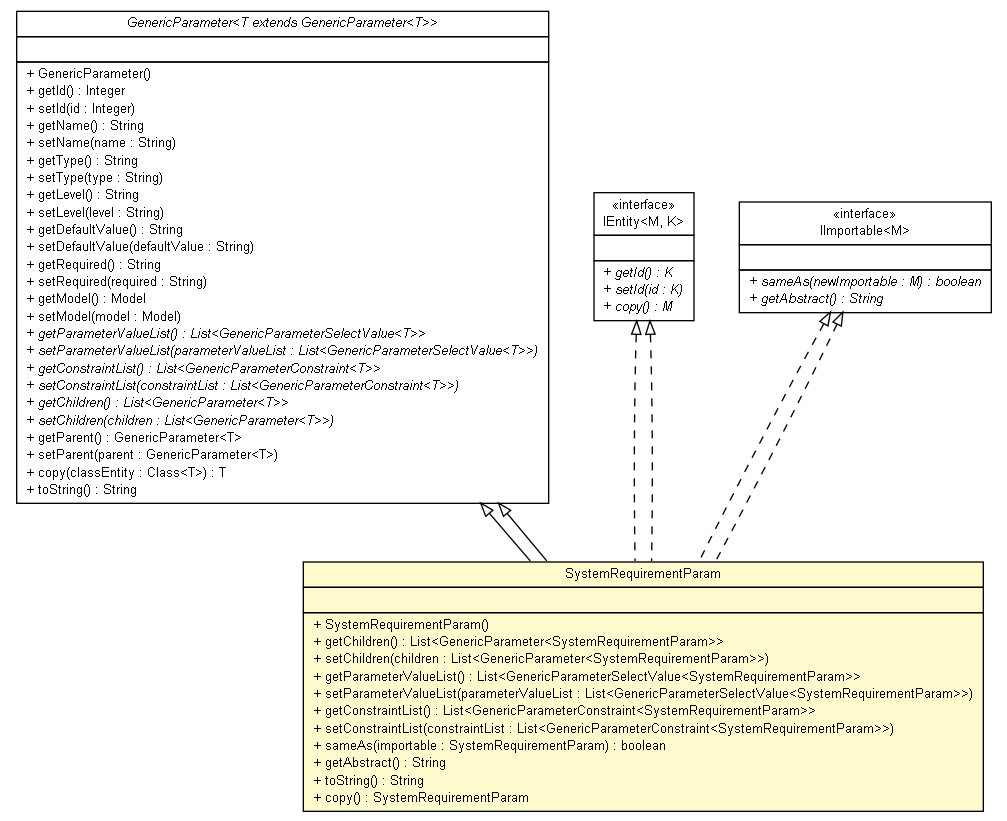 GenericParameter<T extends GenericParameter<T>>
+ GenericParameter()
+ getId() : Integer
+ setId(id : Integer)
+ getName() : String
+ setName(name : String)
+ getType() : String
+ setType(type : String)
+ getLevel() : String
+ setLevel(level : String)
+ getDefaultValue() : String
+ setDefaultValue(defaultValue : String)
+ getRequired() : String
+ setRequired(required : String)
+ getModel() : Model
+ setModel(model : Model)
+ getParameterValueList() : List<GenericParameterSelectValue<T>>
+ setParameterValueList(parameterValueList : List<GenericParameterSelectValue<T>>)
+ getConstraintList() : List<GenericParameterConstraint<T>>
+ setConstraintList(constraintList : List<GenericParameterConstraint<T>>)
+ getChildren() : List<GenericParameter<T>>
+ setChildren(children : List<GenericParameter<T>>)
+ getParent() : GenericParameter<T>
+ setParent(parent : GenericParameter<T>)
+ copy(classEntity : Class<T>) : T
+ toString() : String
«interface»
IEntity<M, K>
+ getId() : K
+ setId(id : K)
+ copy() : M
«interface»
IImportable<M>
+ sameAs(newImportable : M) : boolean
+ getAbstract() : String
SystemRequirementParam
+ SystemRequirementParam()
+ getChildren() : List<GenericParameter<SystemRequirementParam>>
+ setChildren(children : List<GenericParameter<SystemRequirementParam>>)
+ getParameterValueList() : List<GenericParameterSelectValue<SystemRequirementParam>>
+ setParameterValueList(parameterValueList : List<GenericParameterSelectValue<SystemRequirementParam>>)
+ getConstraintList() : List<GenericParameterConstraint<SystemRequirementParam>>
+ setConstraintList(constraintList : List<GenericParameterConstraint<SystemRequirementParam>>)
+ sameAs(importable : SystemRequirementParam) : boolean
+ getAbstract() : String
+ toString() : String
+ copy() : SystemRequirementParam